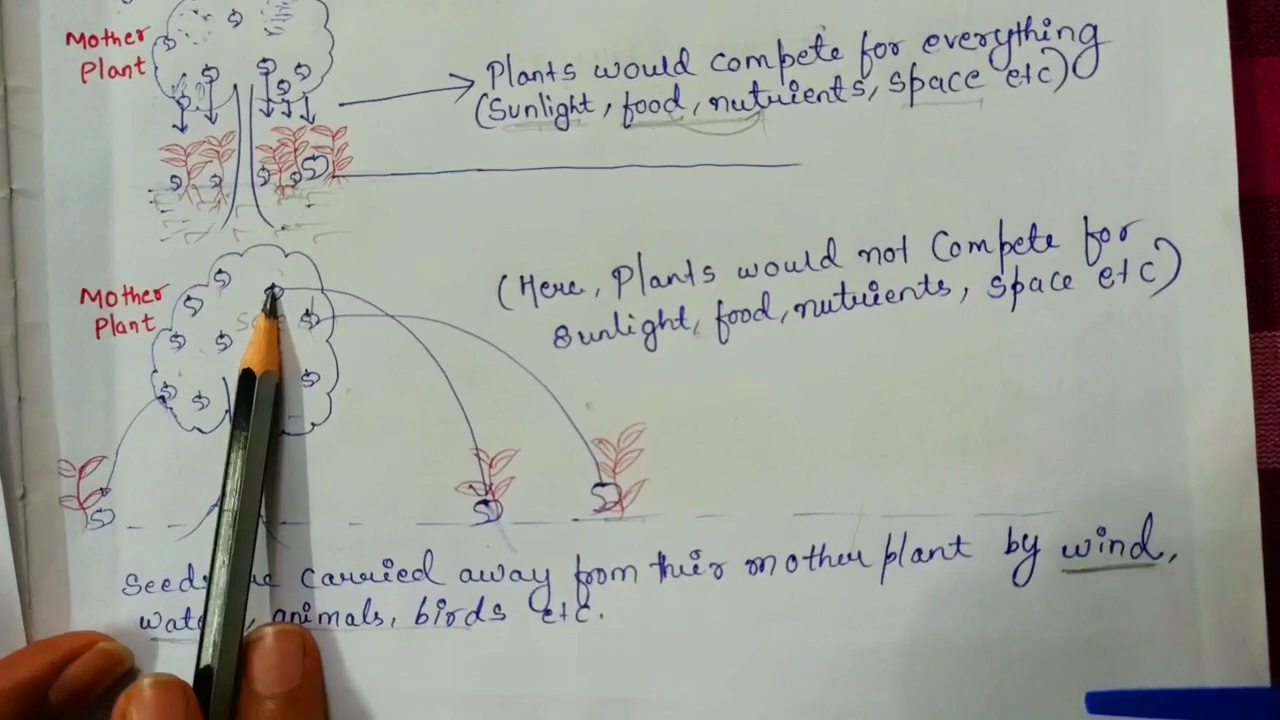 Mother
Plant
Plants would compete for everything
(Sunlight, food, nutrients, space etc)
Mother
Plant
(Here, Plants would not compete for
Sunlight, food, nutrients, space etc)
Seeds carried away from their mother plant by wind,
animals, birds etc.